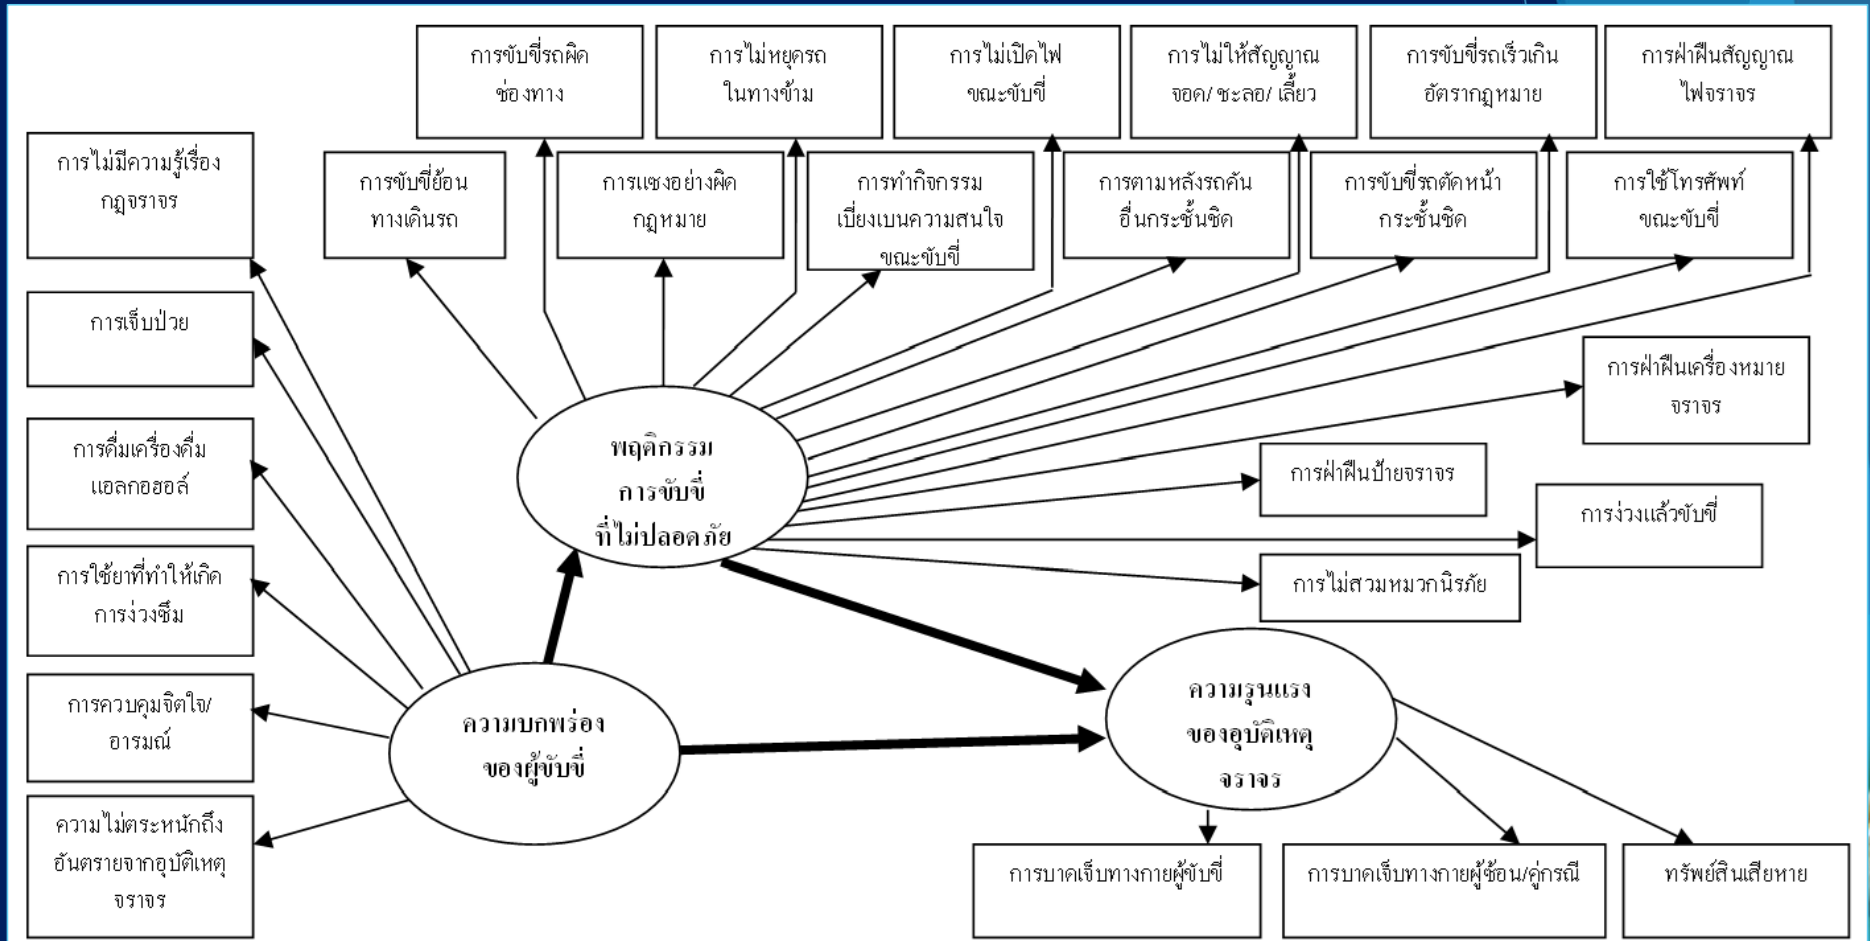 การขับขี่รถผิด
ช่องทาง
การไม่หยุดรถ
ในทางข้าม
การไม่เปิดไฟ
ขณะขับขี่
การไม่ให้สัญญาณ
จอด/ ชะลอ/ เลี้ยว
การขับขี่รถเร็วเกิน
อัตรากฎหมาย
การฝ่าฝืนสัญญาณ
ไฟจราจร
การไม่มีความรู้เรื่อง
กฎจราจร
การขับขี่ย้อน
ทางเดินรถ
การแซงอย่างผิด
กฎหมาย
การทำกิจกรรม
เบี่ยงเบนความสนใจ
ขณะขับขี่
การตามหลังรถคัน
อื่นกระชั้นชิด
การขับขี่รถตัดหน้า
กระชั้นชิด
การใช้โทรศัพท์
ขณะขับขี่
การเจ็บป่วย
การฝ่าฝืนเครื่องหมาย
จราจร
การดื่มเครื่องดื่ม
แอลกอฮอล์
พฤติกรรม
การขับขี่
ที่ไม่ปลอดภัย
การฝ่าฝืนป้ายจราจร
การง่วงแล้วขับขี่
การใช้ยาที่ทำให้เกิด
การง่วงซึม
การไม่สวมหมวกนิรภัย
การควบคุมจิตใจ/
อารมณ์
ความบกพร่อง
ของผู้ขับขี่
ความรุนแรง
ของอุบัติเหตุ
จราจร
ความไม่ตระหนักถึง
อันตรายจากอุบัติเหตุ
จราจร
การบาดเจ็บทางกายผู้ขับขี่
การบาดเจ็บทางกายผู้ซ้อน/คู่กรณี
ทรัพย์สินเสียหาย